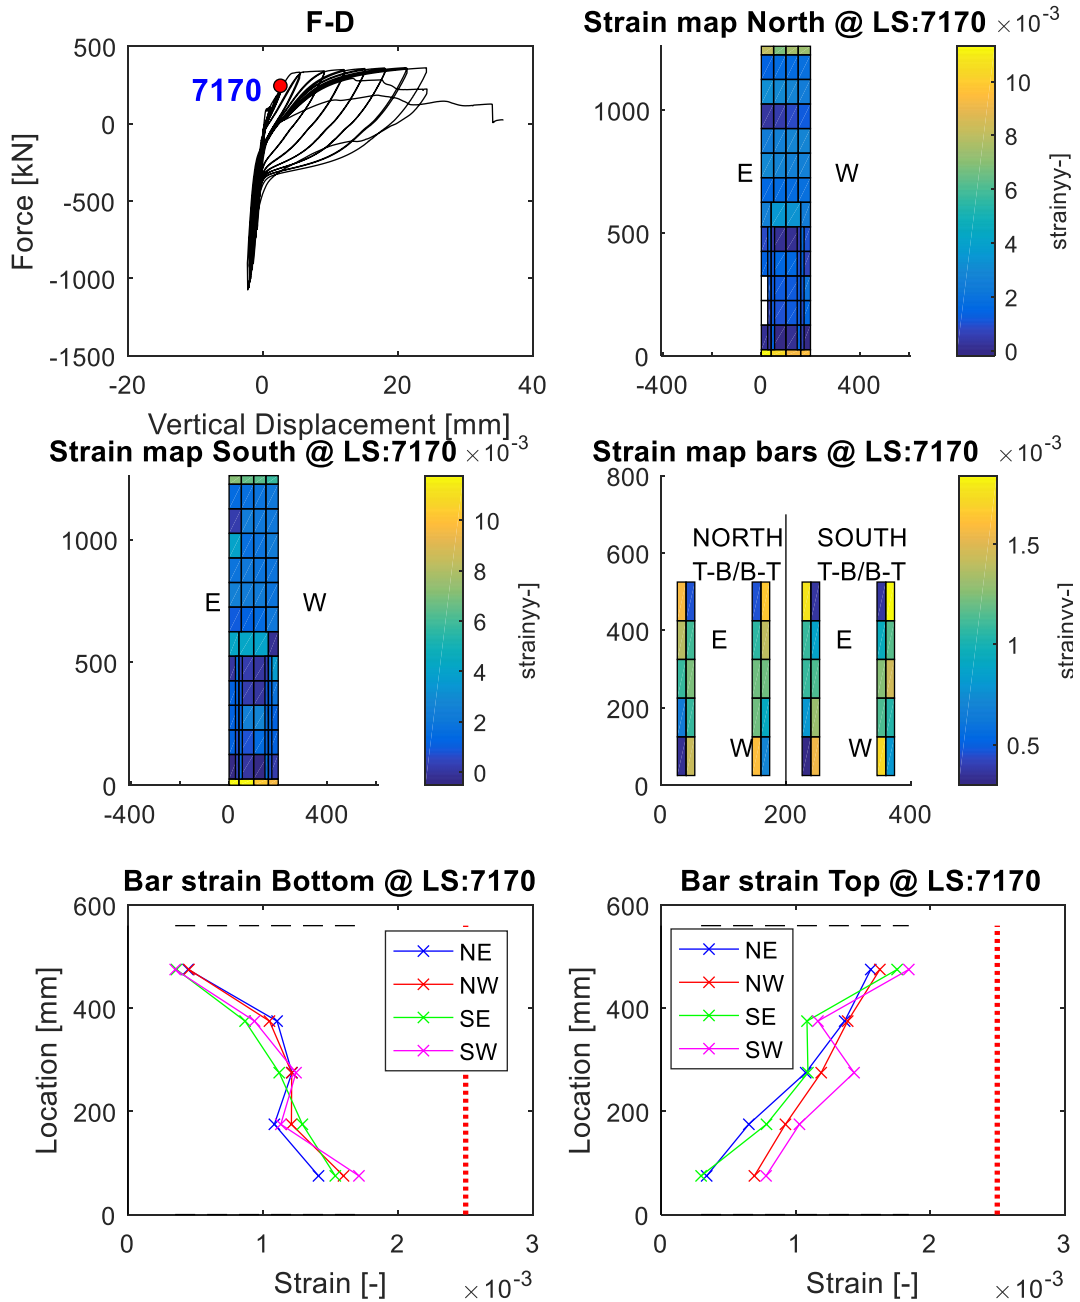 F-D
500
0
-500
-1000
-1500
-20
0
20
40
Force [kN]
Vertical Displacement [mm]
7170
Strain map North @ LS:7170
×10-3
1000
500
0
-400
0
400
E
W
10
8
6
4
2
0
strainyy-]
Strain map South @ LS:7170
×10-3
1000
500
0
-400
0
400
E
W
10
8
6
4
2
0
strainyy-]
Strain map bars @ LS:7170
×10-3
800
600
400
200
0
0
200
400
NORTH
SOUTH
T-B/B-T
T-B/B-T
E
E
W
W
1.5
1
0.5
strainyy-]
Bar strain Bottom @ LS:7170
600
400
200
0
0
1
2
3
Location [mm]
Strain [-]
×10-3
NE
NW
SE
SW
Bar strain Top @ LS:7170
600
400
200
0
0
1
2
3
Location [mm]
Strain [-]
×10-3
NE
NW
SE
SW